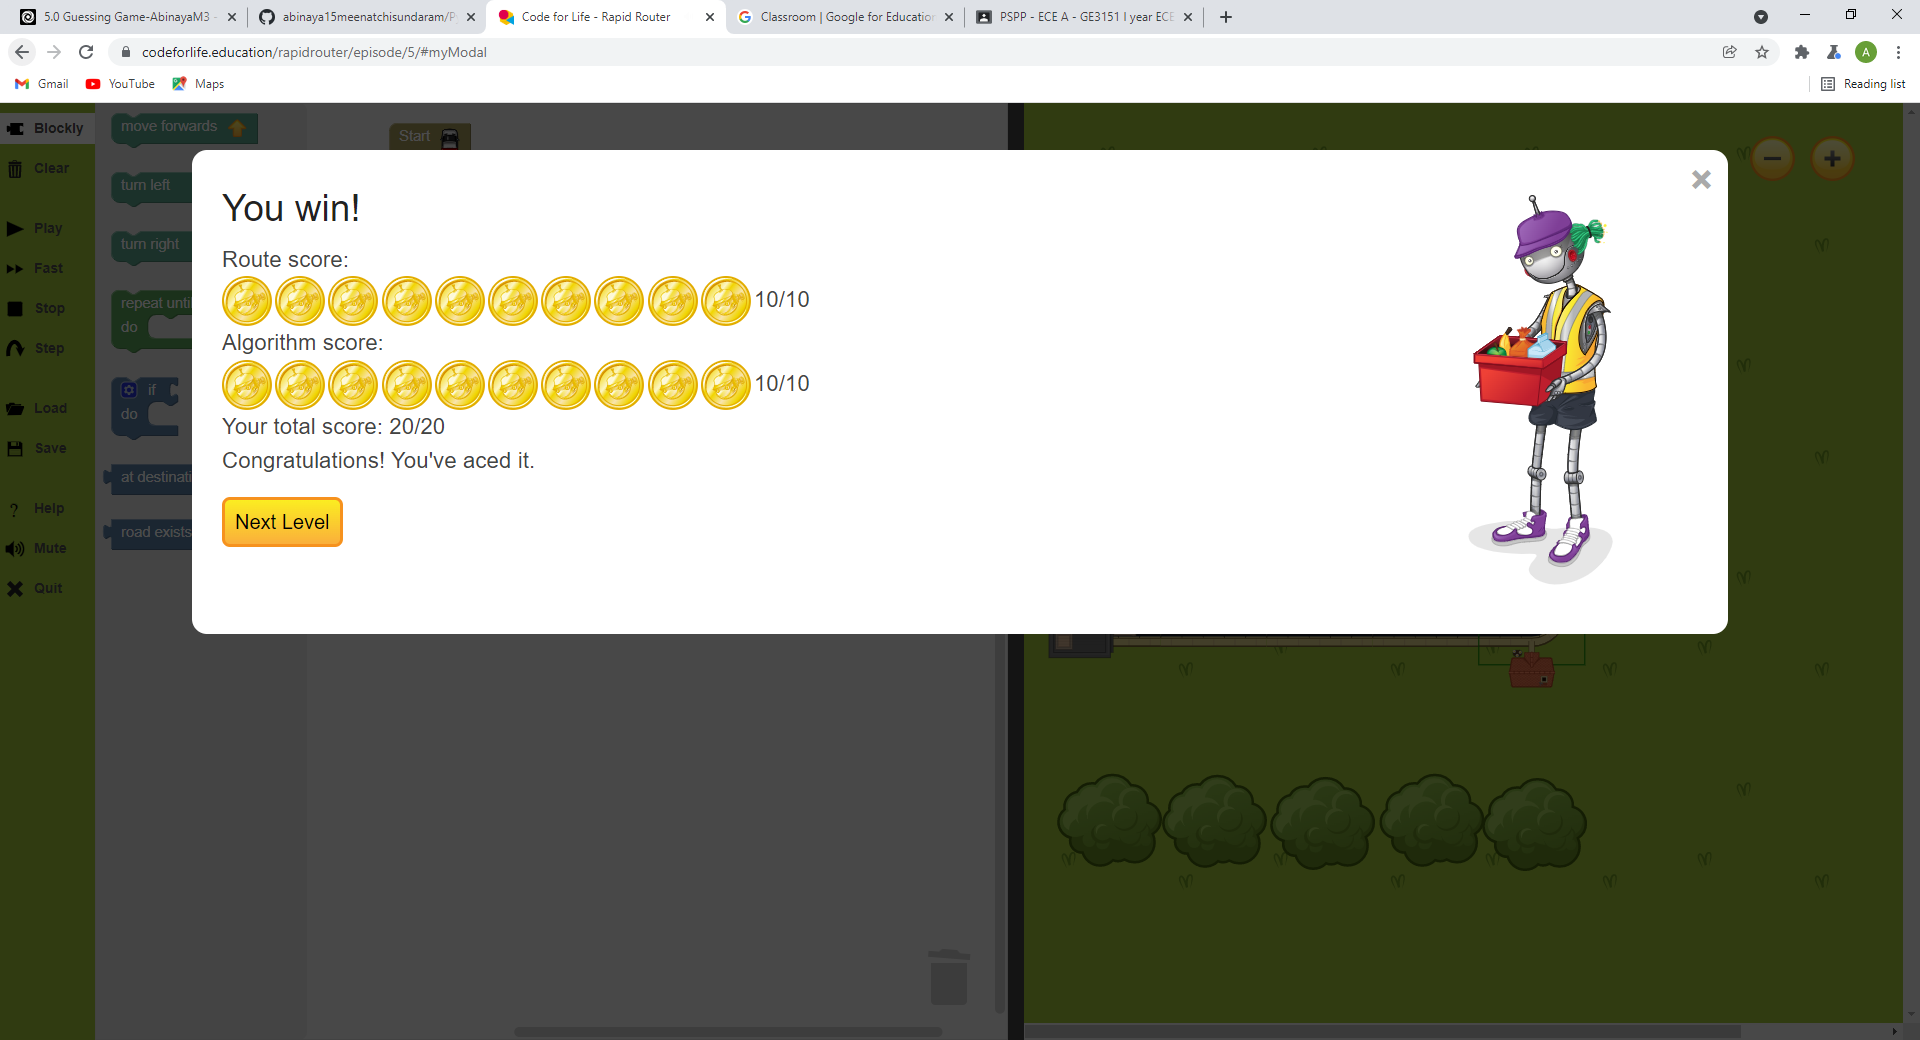 5.0 Guessing Game-AbinayaM3 -
abinaya15meenatchisundaram/P
Code for Life - Rapid Router
Classroom | Google for Education
PSPP - ECE A - GE3151 I year ECE
codeforlife.education/rapidrouter/episode/5/#myModal
A
Gmail
YouTube
Maps
Reading list
Blockly
Clear
Play
Fast
Stop
Step
Load
Save
? Help
Mute
Quit
move forwards
turn left
turn right
repeat until
do
if
do
at destinati
road exists
Start
You win!
Route score:
10/10
Algorithm score:
10/10
Your total score: 20/20
Congratulations! You've aced it.
Next Level